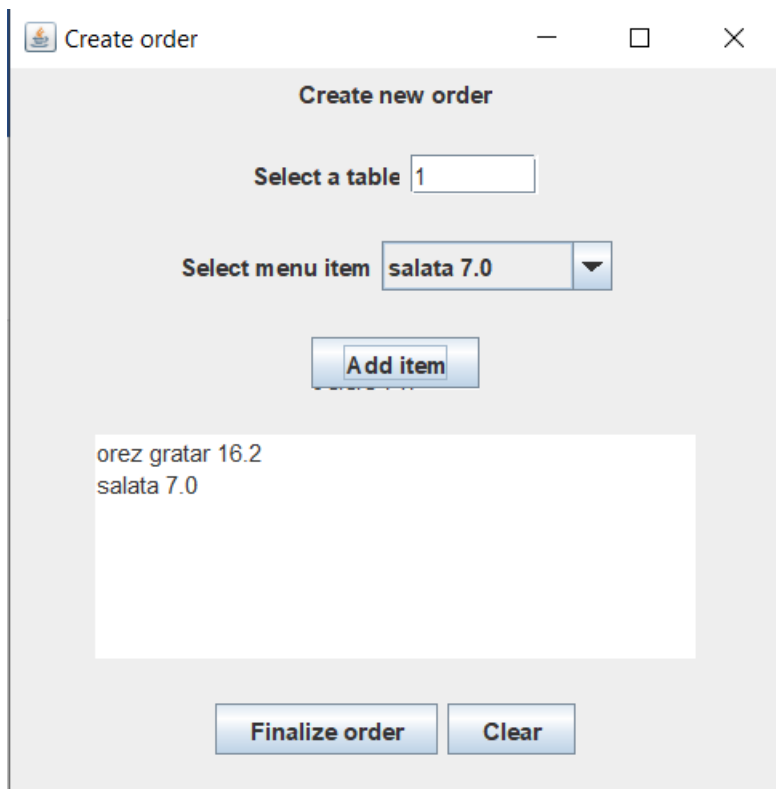 Create order
Create new order
Select a table 1
Select menu item salata 7.0
Add item
orez gratar 16.2
salata 7.0
Finalize order Clear